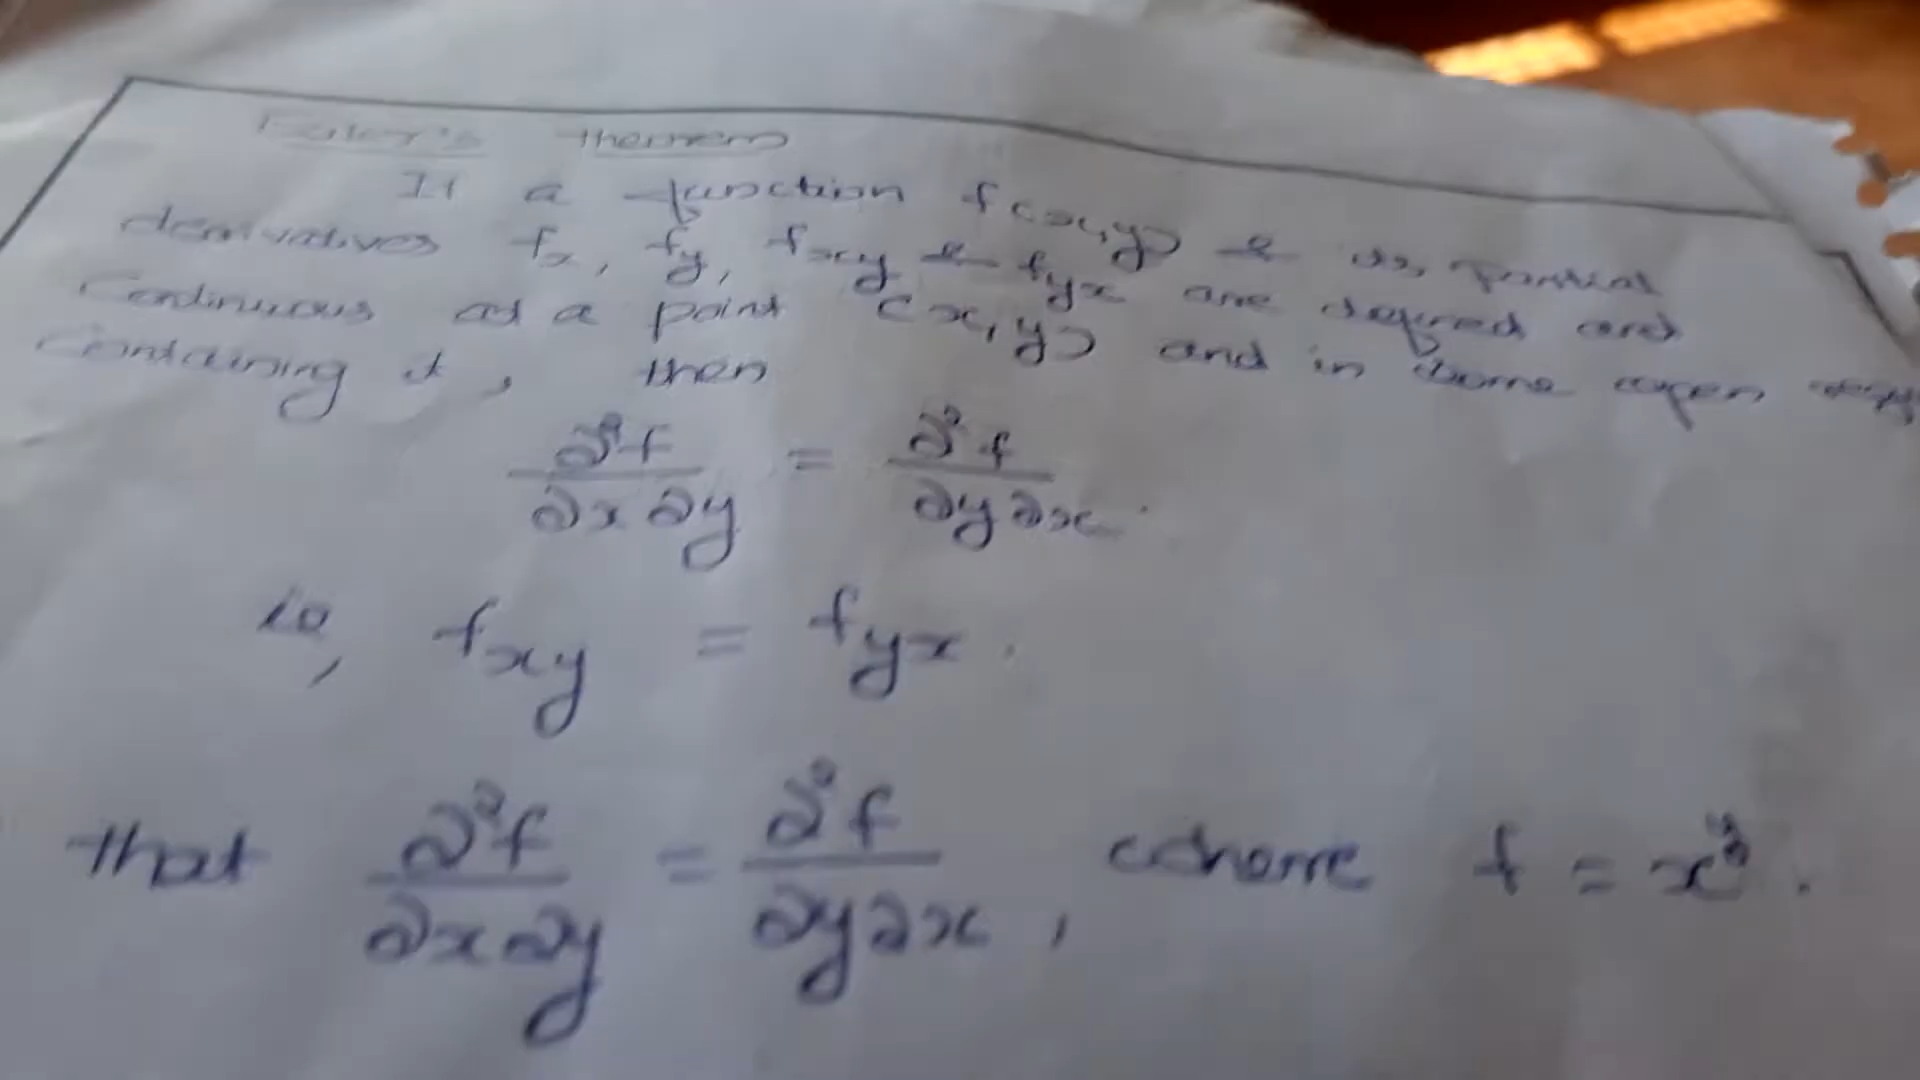 Euler's theorem
If a function f(x,y) & its partial
derivatives fx, fy, fxy & fyx are defined and
continuous at a point (x,y) and in some open
containing it, then
∂²f/∂x∂y = ∂²f/∂y∂x.
ie, fxy = fyx.
that ∂²f/∂x∂y = ∂²f/∂y∂x, where f = x^y.